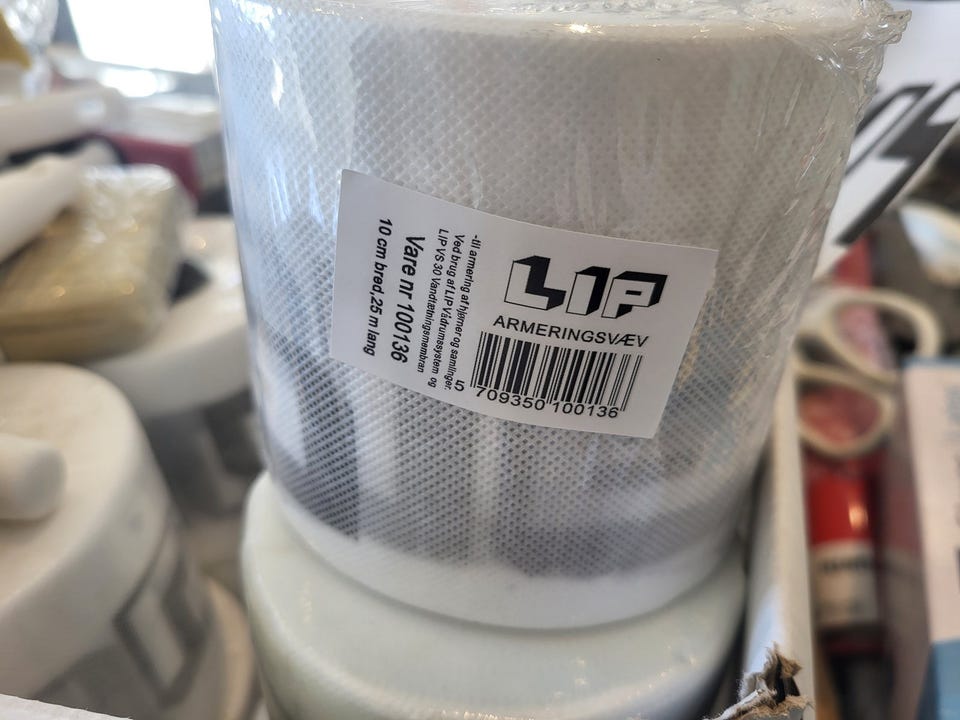 LIP
ARMERINGSVÆV
5 709350 100136
-til armering af hjørner og samlinger.
Ved brug af LIP Vådrumssystem og
LIP VS 30 Vandtætningsmembran
Vare nr 100136
10 cm bred,25 m lang